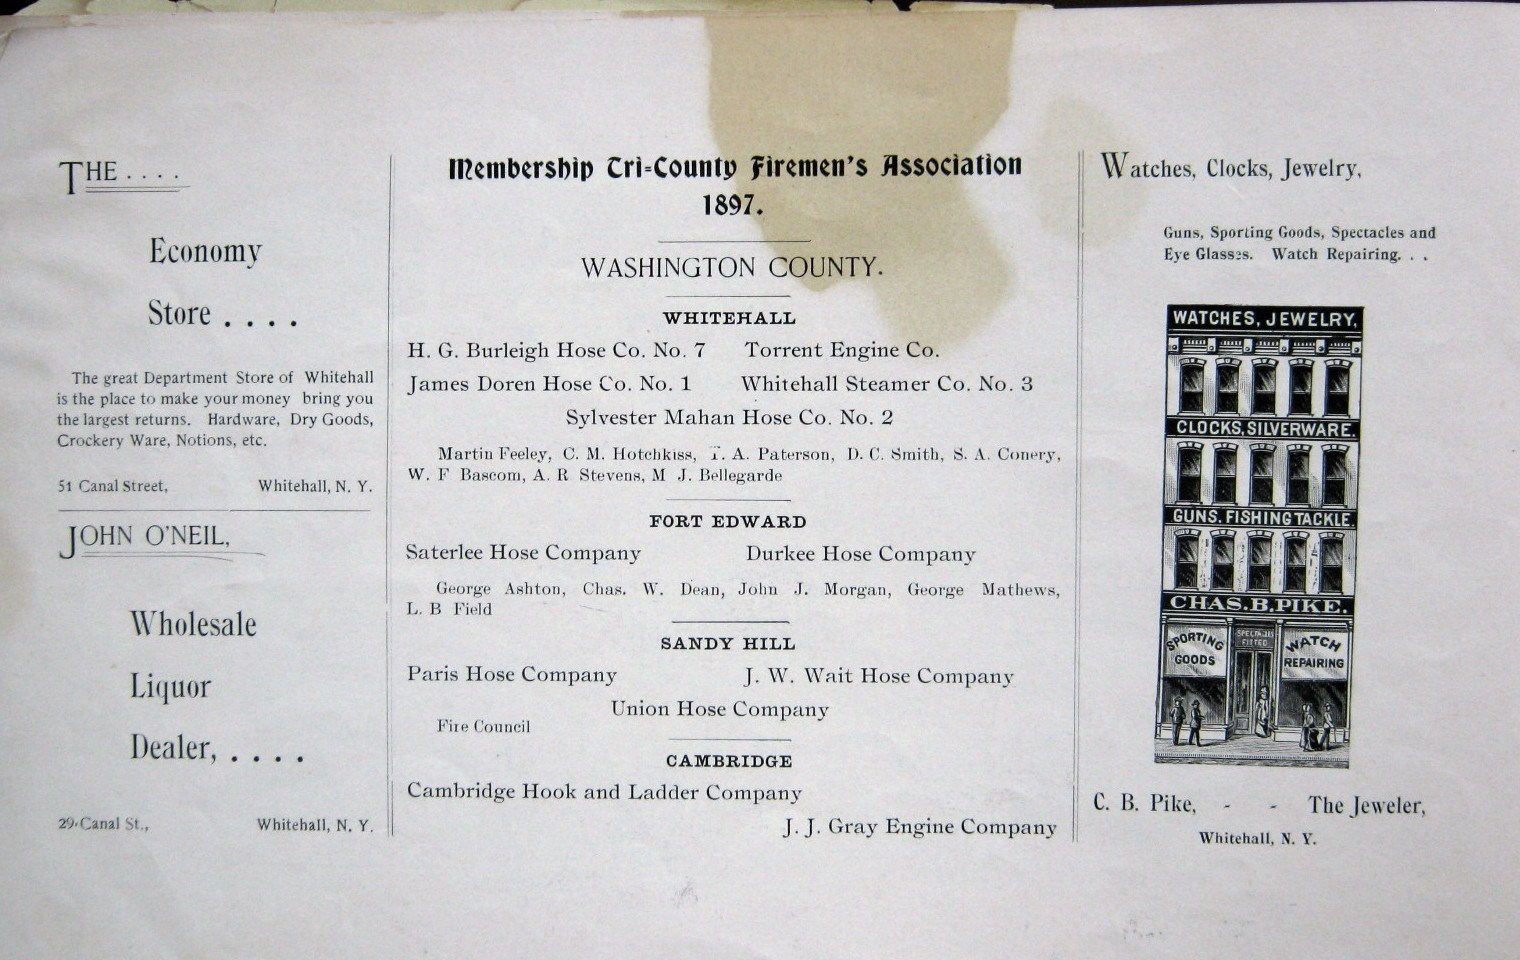 THE . . . .
Economy
Store . . . .
The great Department Store of Whitehall
is the place to make your money bring you
the largest returns. Hardware, Dry Goods,
Crockery Ware, Notions, etc.
51 Canal Street, Whitehall, N. Y.
JOHN O'NEIL,
Wholesale
Liquor
Dealer, . . . .
29 Canal St., Whitehall, N. Y.
Membership Tri-County Firemen's Association
1897.
WASHINGTON COUNTY.
WHITEHALL
H. G. Burleigh Hose Co. No. 7 Torrent Engine Co.
James Doren Hose Co. No. 1 Whitehall Steamer Co. No. 3
Sylvester Mahan Hose Co. No. 2
Martin Feeley, C. M. Hotchkiss, T. A. Paterson, D. C. Smith, S. A. Conery,
W. F Bascom, A. R Stevens, M J. Bellegarde
FORT EDWARD
Saterlee Hose Company Durkee Hose Company
George Ashton, Chas. W. Dean, John J. Morgan, George Mathews,
L. B Field
SANDY HILL
Paris Hose Company J. W. Wait Hose Company
Union Hose Company
Fire Council
CAMBRIDGE
Cambridge Hook and Ladder Company
J. J. Gray Engine Company
Watches, Clocks, Jewelry,
Guns, Sporting Goods, Spectacles and
Eye Glasses. Watch Repairing. . .
WATCHES, JEWELRY,
CLOCKS, SILVERWARE.
GUNS. FISHING TACKLE.
CHAS. B. PIKE.
SPORTING
GOODS
SPECTACLES
FITTED
WATCH
REPAIRING
C. B. Pike, - - The Jeweler,
Whitehall, N. Y.